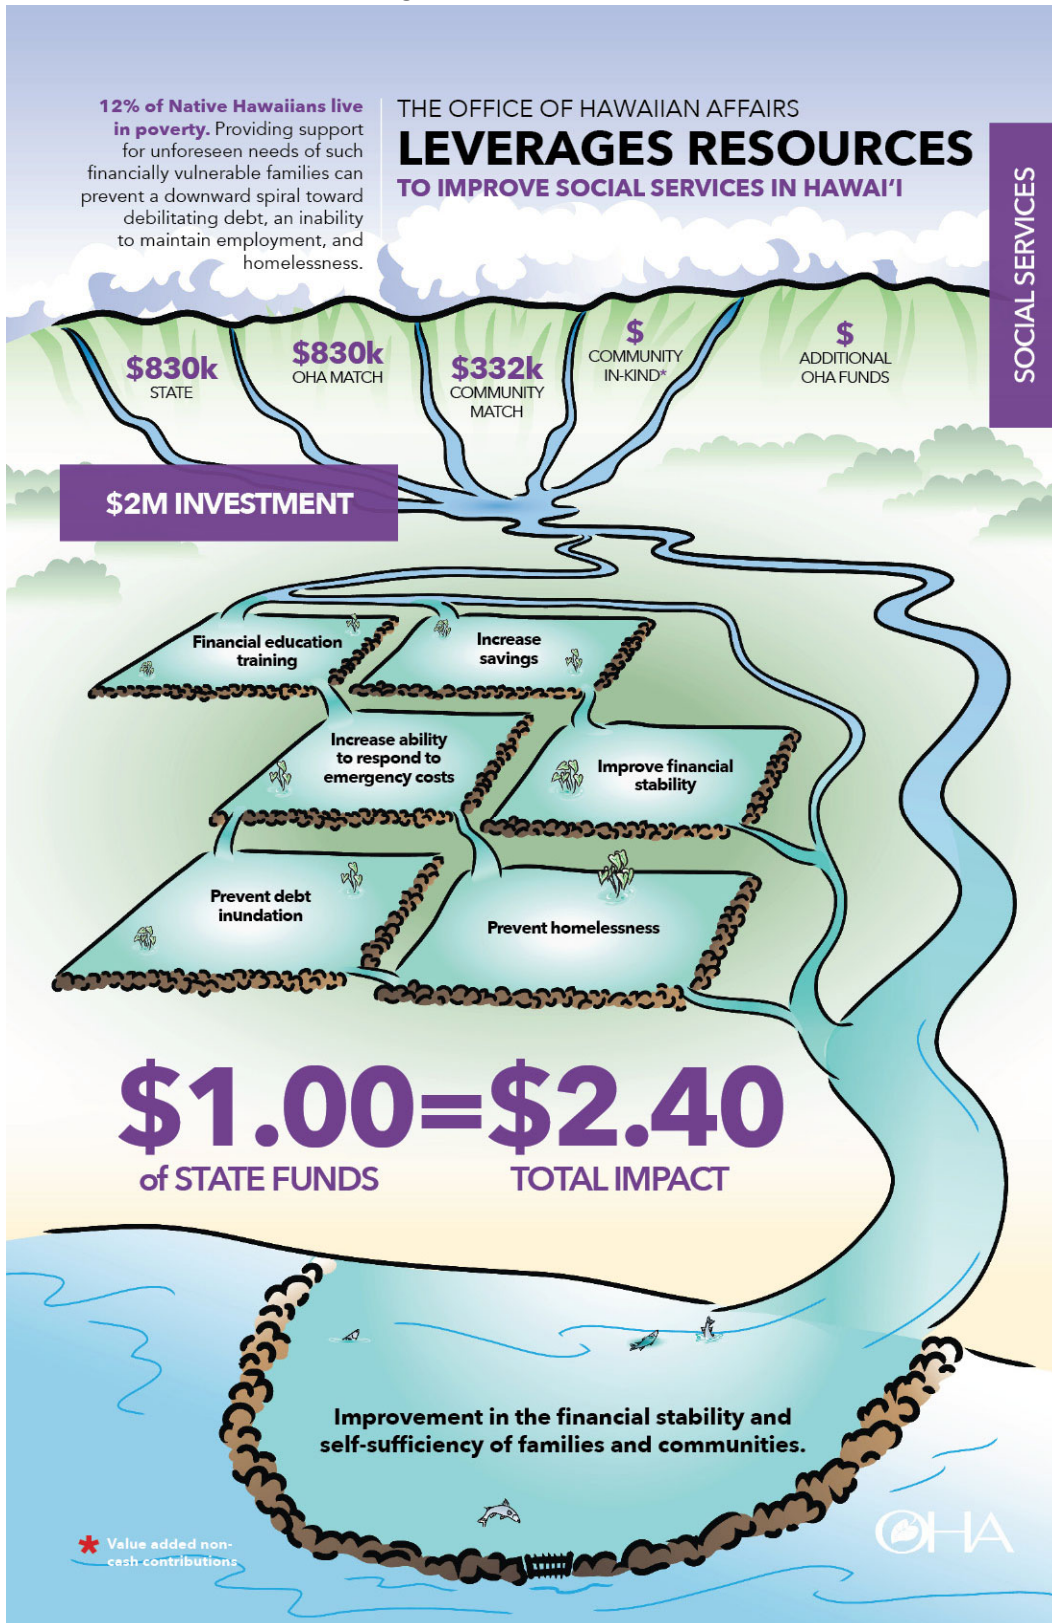 12% of Native Hawaiians live
in poverty. Providing support
for unforeseen needs of such
financially vulnerable families can
prevent a downward spiral toward
debilitating debt, an inability
to maintain employment, and
homelessness.
THE OFFICE OF HAWAIIAN AFFAIRS
LEVERAGES RESOURCES
TO IMPROVE SOCIAL SERVICES IN HAWAI‘I
SOCIAL SERVICES
$830k
STATE
$830k
OHA MATCH
$332k
COMMUNITY
MATCH
$
COMMUNITY
IN-KIND*
$
ADDITIONAL
OHA FUNDS
$2M INVESTMENT
Financial education
training
Increase
savings
Increase ability
to respond to
emergency costs
Improve financial
stability
Prevent debt
inundation
Prevent homelessness
$1.00=$2.40
of STATE FUNDS
TOTAL IMPACT
Improvement in the financial stability and
self-sufficiency of families and communities.
* Value added non-
cash contributions
OHA